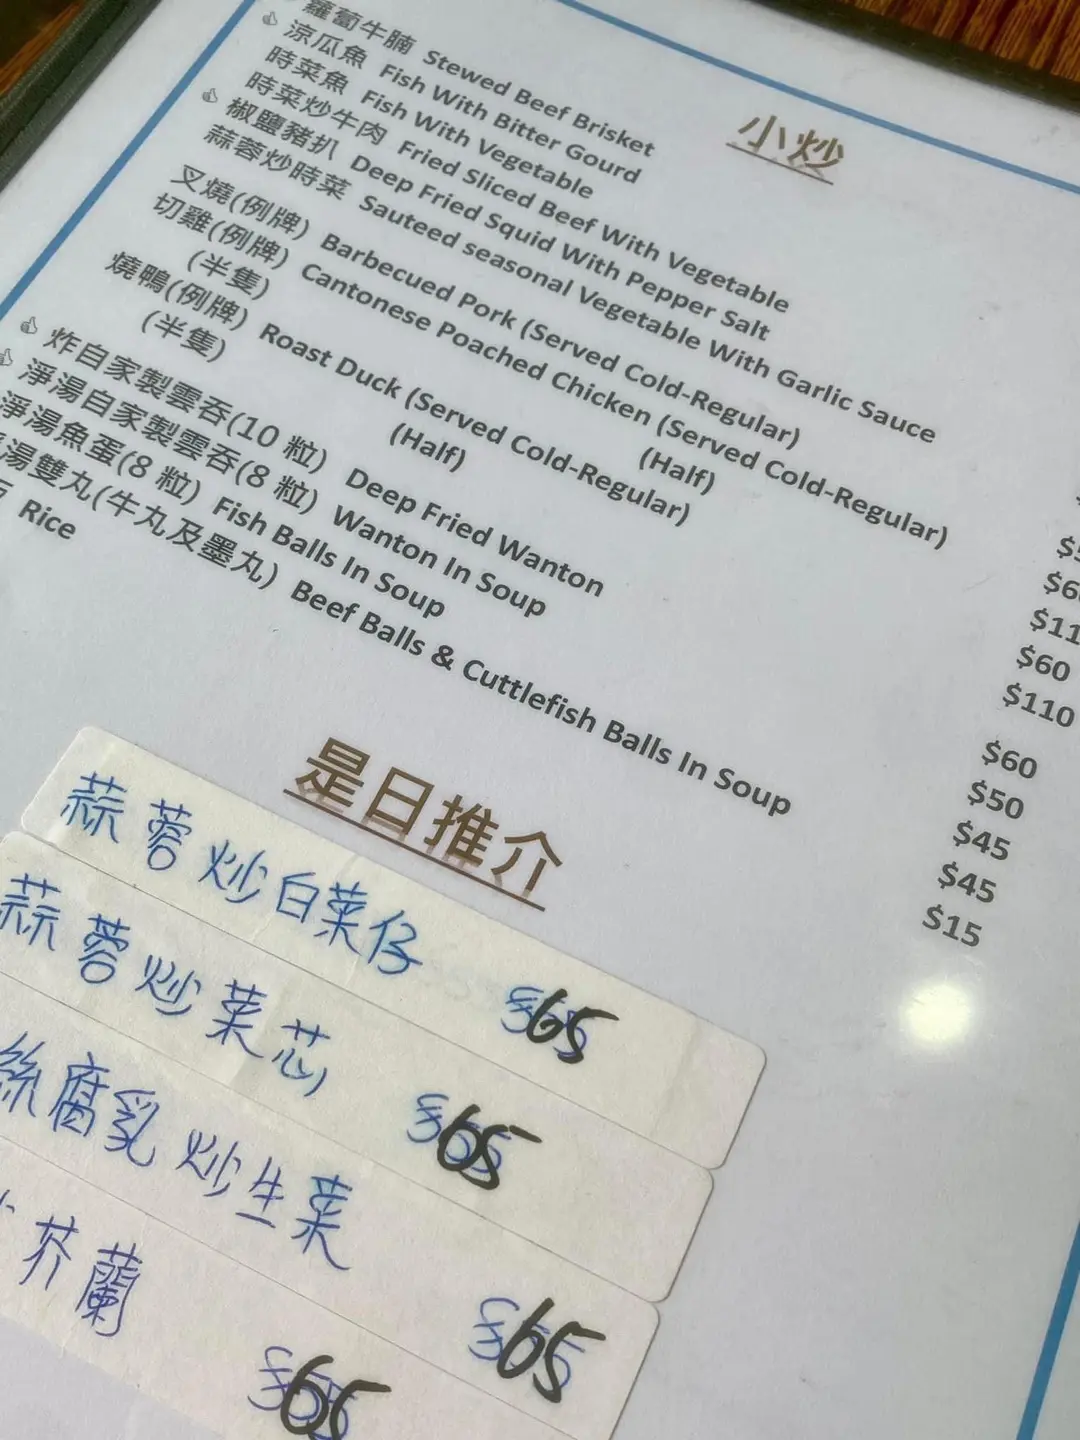 小炒
蘿蔔牛腩 Stewed Beef Brisket
涼瓜魚 Fish With Bitter Gourd
時菜魚 Fish With Vegetable
時菜炒牛肉 Fried Sliced Beef With Vegetable
椒鹽豬扒 Deep Fried Squid With Pepper Salt
蒜蓉炒時菜 Sauteed seasonal Vegetable With Garlic Sauce
叉燒(例牌) Barbecued Pork (Served Cold-Regular)
切雞(例牌) Cantonese Poached Chicken (Served Cold-Regular)
(半隻) (Half) $11
燒鴨(例牌) Roast Duck (Served Cold-Regular) $60
(半隻) (Half) $110
炸自家製雲吞(10 粒) Deep Fried Wanton $60
淨湯自家製雲吞(8 粒) Wanton In Soup $50
淨湯魚蛋(8 粒) Fish Balls In Soup $45
湯雙丸(牛丸及墨丸) Beef Balls & Cuttlefish Balls In Soup $45
Rice $15
是日推介
蒜蓉炒白菜仔 $65
蒜蓉炒菜芯 $65
絲腐乳炒生菜 $65
芥蘭 $65